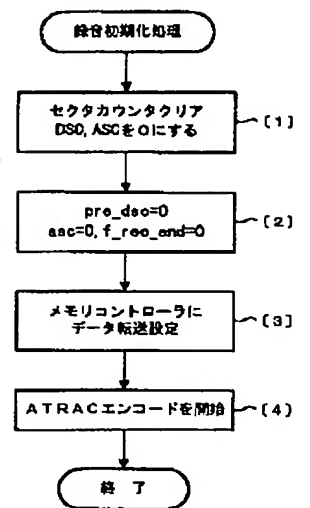 録音初期化処理
セクタカウンタクリア
DSC, ASCを0にする
〔1〕
pre_dsc=0
asc=0, f_rec_end=0
〔2〕
メモリコントローラに
データ転送設定
〔3〕
ATRACエンコードを開始
〔4〕
終 了